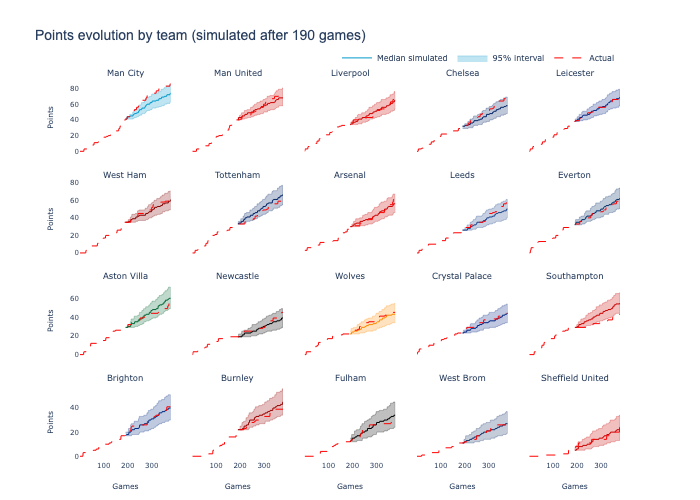 Points evolution by team (simulated after 190 games)
Median simulated 95% interval Actual
Man City Man United Liverpool Chelsea Leicester
80
60
40
20
0
Points
West Ham Tottenham Arsenal Leeds Everton
80
60
40
20
0
Points
Aston Villa Newcastle Wolves Crystal Palace Southampton
60
40
20
0
Points
Brighton Burnley Fulham West Brom Sheffield United
40
20
0
Points
100 200 300 100 200 300 100 200 300 100 200 300 100 200 300
Games Games Games Games Games